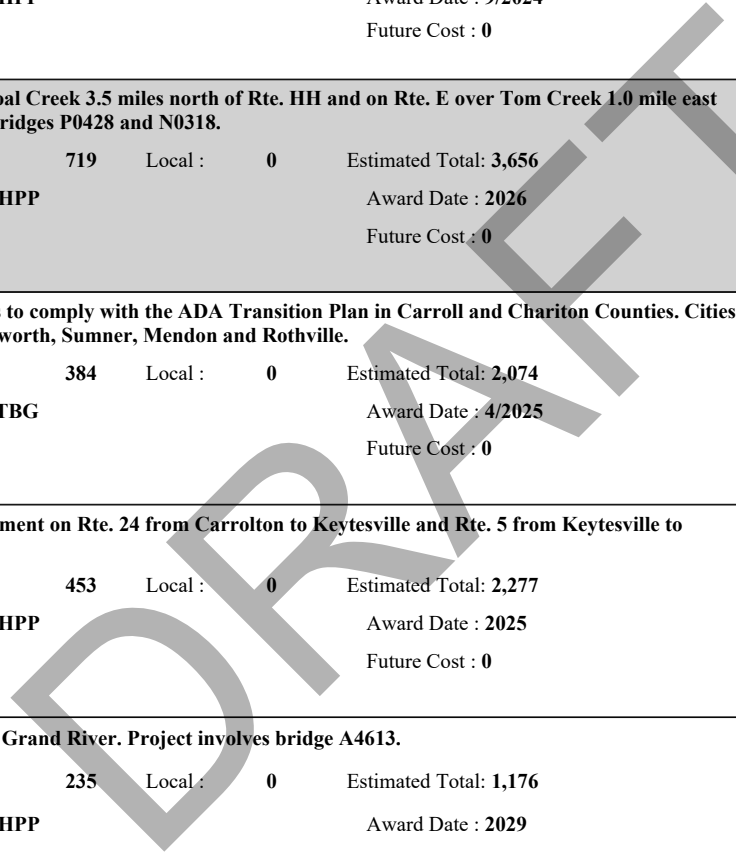 Future Cost : 0
oal Creek 3.5 miles north of Rte. HH and on Rte. E over Tom Creek 1.0 mile east
ridges P0428 and N0318.
719 Local : 0 Estimated Total: 3,656
HPP Award Date : 2026
Future Cost : 0
s to comply with the ADA Transition Plan in Carroll and Chariton Counties. Cities
worth, Sumner, Mendon and Rothville.
384 Local : 0 Estimated Total: 2,074
TBG Award Date : 4/2025
Future Cost : 0
ment on Rte. 24 from Carrolton to Keytesville and Rte. 5 from Keytesville to
453 Local : 0 Estimated Total: 2,277
HPP Award Date : 2025
Future Cost : 0
Grand River. Project involves bridge A4613.
235 Local : 0 Estimated Total: 1,176
HPP Award Date : 2029
DRAFT